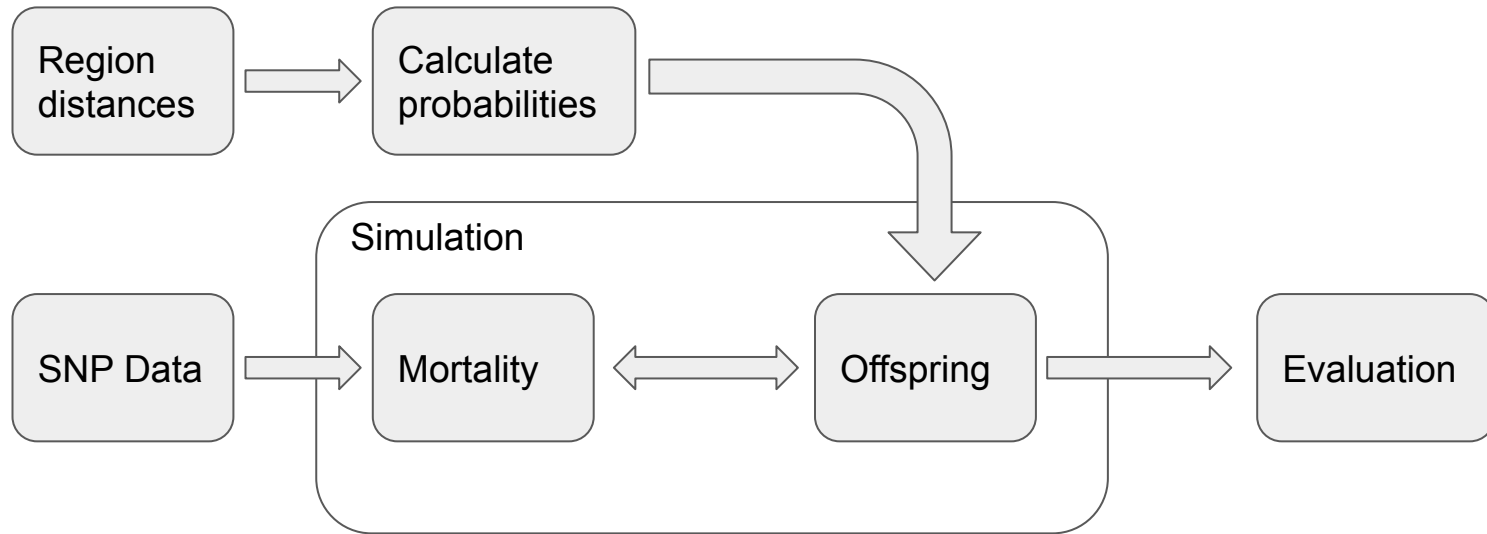 Region
distances
Calculate
probabilities
Simulation
SNP Data
Mortality
Offspring
Evaluation